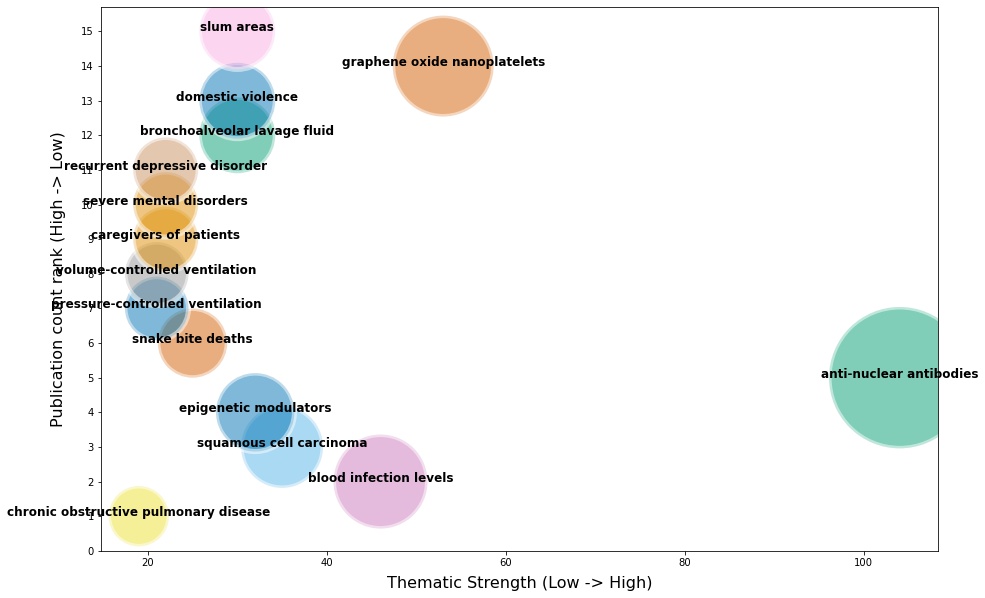 15
slum areas
14
graphene oxide nanoplatelets
13
domestic violence
12
bronchoalveolar lavage fluid
11
recurrent depressive disorder
10
severe mental disorders
9
caregivers of patients
8
volume-controlled ventilation
7
pressure-controlled ventilation
6
snake bite deaths
5
anti-nuclear antibodies
4
epigenetic modulators
3
squamous cell carcinoma
2
blood infection levels
1
chronic obstructive pulmonary disease
0
Publication count rank (High -> Low)
20
40
60
80
100
Thematic Strength (Low -> High)